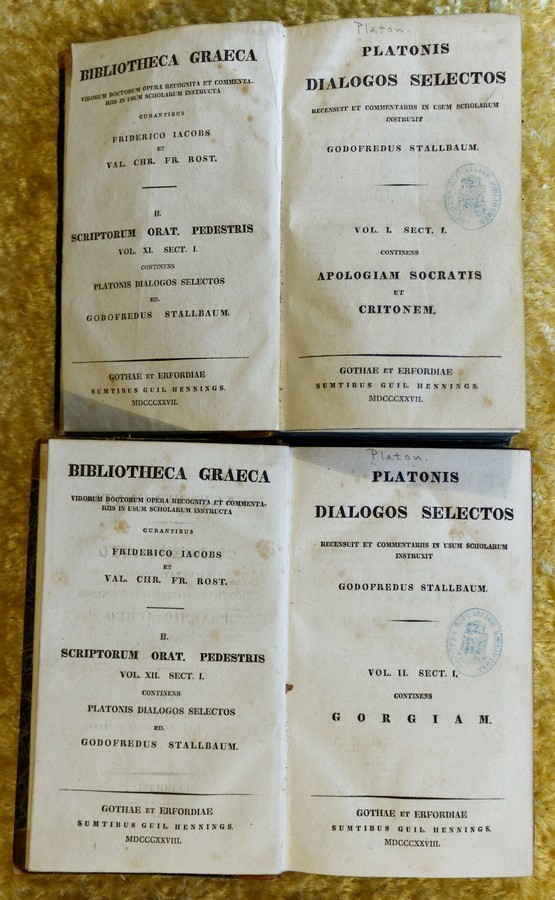 BIBLIOTHECA GRAECA
VIRORUM DOCTORUM OPERA RECOGNITA ET COMMENTA-
RIIS IN USUM SCHOLARUM INSTRUCTA
CURANTIBUS
FRIDERICO IACOBS
ET
VAL. CHR. FR. ROST.
B.
SCRIPTORUM ORAT. PEDESTRIS
VOL. XI. SECT. I.
CONTINENS
PLATONIS DIALOGOS SELECTOS
ED.
GODOFREDUS STALLBAUM.
GOTHAE ET ERFORDIAE
SUMTIBUS GUIL. HENNINGS.
MDCCCXXVII.
Platon.
PLATONIS
DIALOGOS SELECTOS
RECENSUIT ET COMMENTARIIS IN USUM SCHOLARUM
INSTRUXIT
GODOFREDUS STALLBAUM.
VOL. I. SECT. I.
CONTINENS
APOLOGIAM SOCRATIS
ET
CRITONEM.
GOTHAE ET ERFORDIAE
SUMTIBUS GUIL. HENNINGS.
MDCCCXXVII.
BIBLIOTHECA GRAECA
VIRORUM DOCTORUM OPERA RECOGNITA ET COMMENTA-
RIIS IN USUM SCHOLARUM INSTRUCTA
CURANTIBUS
FRIDERICO IACOBS
ET
VAL. CHR. FR. ROST.
B.
SCRIPTORUM ORAT. PEDESTRIS
VOL. XII. SECT. I.
CONTINENS
PLATONIS DIALOGOS SELECTOS
ED.
GODOFREDUS STALLBAUM.
GOTHAE ET ERFORDIAE
SUMTIBUS GUIL. HENNINGS.
MDCCCXXVIII.
Platon.
PLATONIS
DIALOGOS SELECTOS
RECENSUIT ET COMMENTARIIS IN USUM SCHOLARUM
INSTRUXIT
GODOFREDUS STALLBAUM.
VOL. II. SECT. I.
CONTINENS
GORGIAM.
GOTHAE ET ERFORDIAE
SUMTIBUS GUIL. HENNINGS.
MDCCCXXVIII.